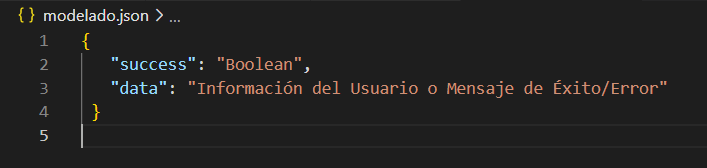 {} modelado.json > ...
1 {
2 "success": "Boolean",
3 "data": "Información del Usuario o Mensaje de Éxito/Error"
4 }
5